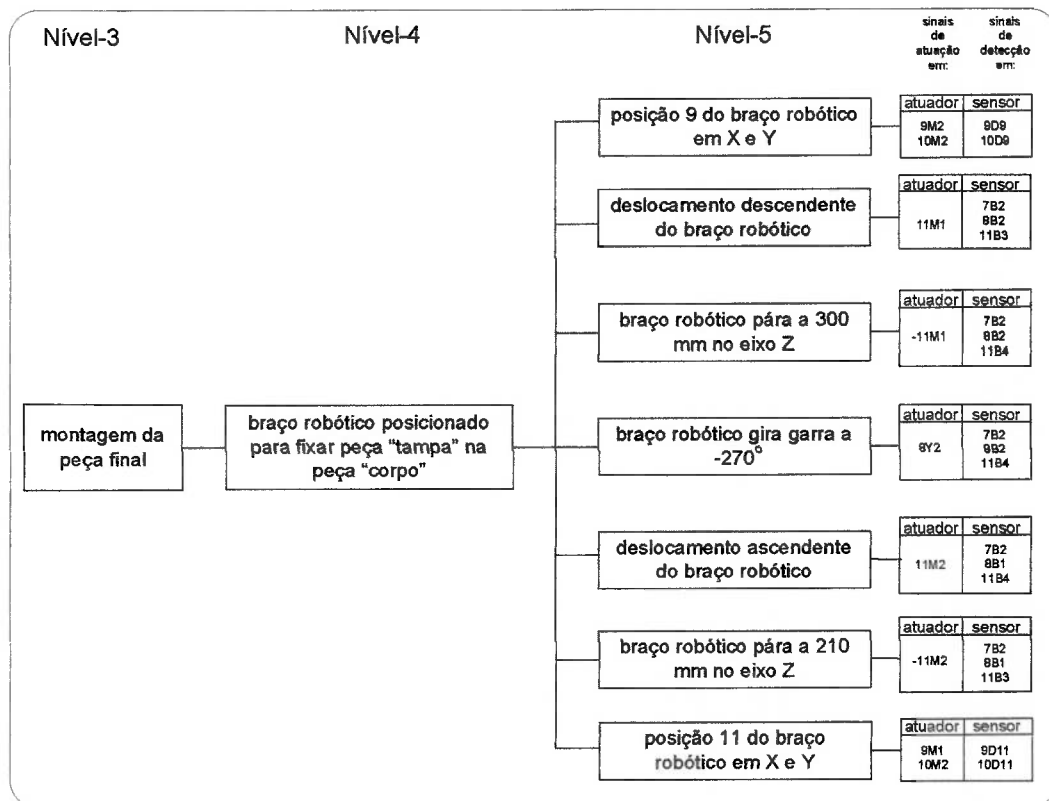 Nível-3
Nível-4
Nível-5
sinais
de
atuação
em:
sinais
de
detecção
em:
posição 9 do braço robótico
em X e Y
atuador
sensor
9M2
10M2
9D9
10D9
deslocamento descendente
do braço robótico
atuador
sensor
11M1
7B2
8B2
11B3
braço robótico pára a 300
mm no eixo Z
atuador
sensor
-11M1
7B2
8B2
11B4
montagem da
peça final
braço robótico posicionado
para fixar peça "tampa" na
peça "corpo"
braço robótico gira garra a
-270°
atuador
sensor
8Y2
7B2
8B2
11B4
deslocamento ascendente
do braço robótico
atuador
sensor
11M2
7B2
8B1
11B4
braço robótico pára a 210
mm no eixo Z
atuador
sensor
-11M2
7B2
8B1
11B3
posição 11 do braço
robótico em X e Y
atuador
sensor
9M1
10M2
9D11
10D11